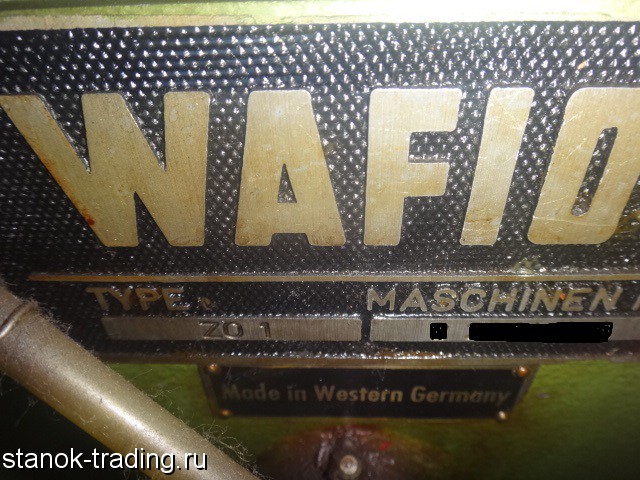 WAFIO
TYPE
MASCHINEN
ZO 1
Made in Western Germany
stanok-trading.ru